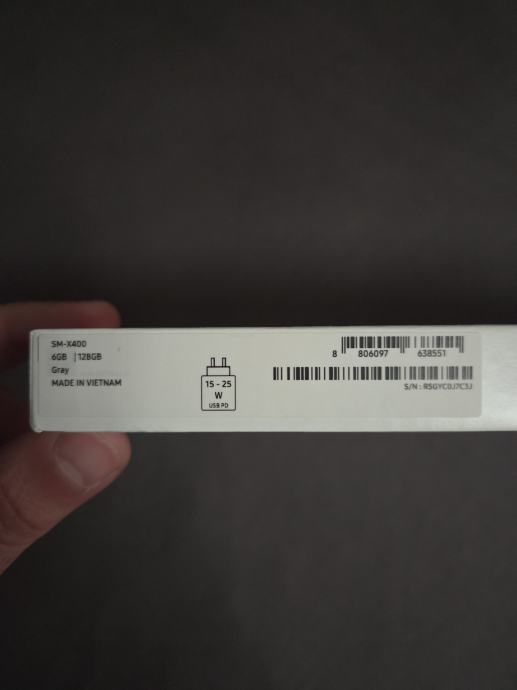 SM-X400
6GB | 128GB
Gray
MADE IN VIETNAM
15 - 25
W
USB PD
8 806097 638551
S/N : R5GYC0J7C3J